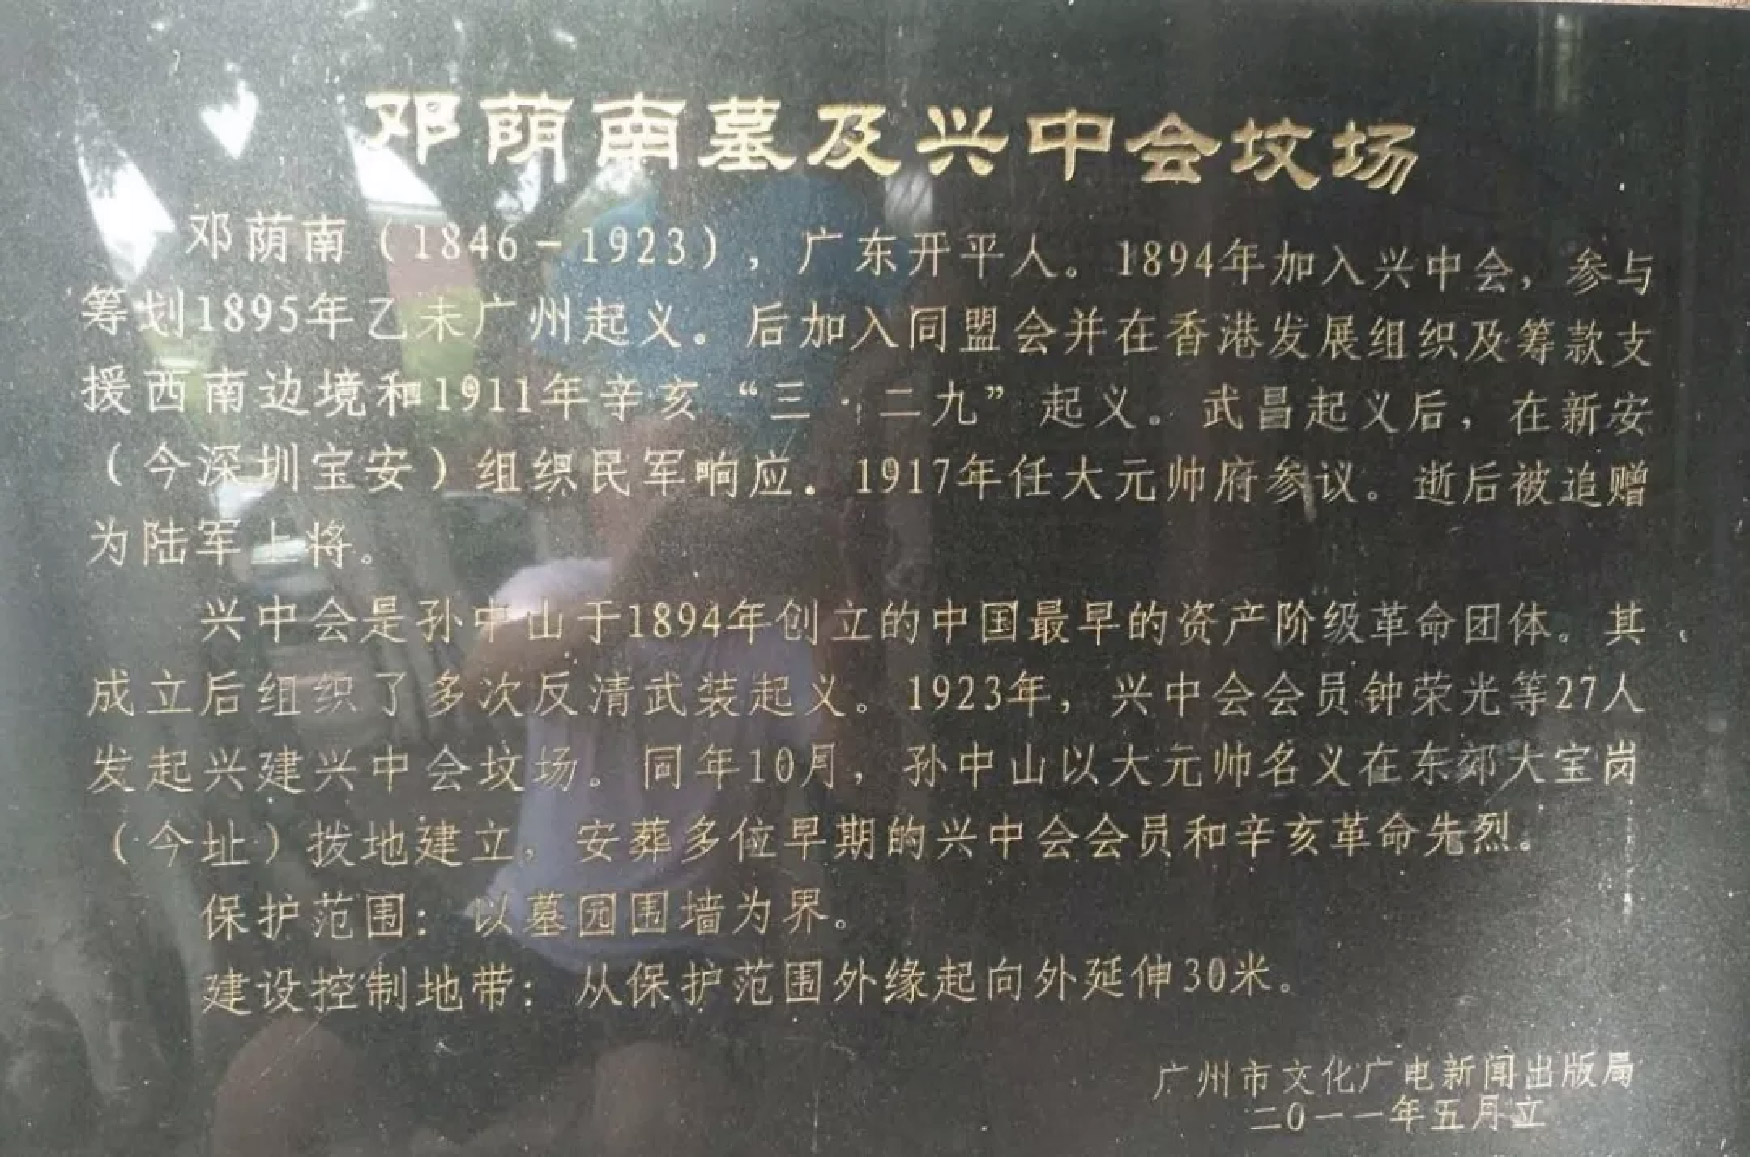 邓荫南墓及兴中会坟场
邓荫南（1846－1923），广东开平人。1894年加入兴中会，参与
筹划1895年乙未广州起义。后加入同盟会并在香港发展组织及筹款支
援西南边境和1911年辛亥“三·二九”起义。武昌起义后，在新安
（今深圳宝安）组织民军响应。1917年任大元帅府参议。逝后被追赠
为陆军上将。
兴中会是孙中山于1894年创立的中国最早的资产阶级革命团体。其
成立后组织了多次反清武装起义。1923年，兴中会会员钟荣光等27人
发起兴建兴中会坟场。同年10月，孙中山以大元帅名义在东郊大宝岗
（今址）拨地建立，安葬多位早期的兴中会会员和辛亥革命先烈。
保护范围：以墓园围墙为界。
建设控制地带：从保护范围外缘起向外延伸30米。
广州市文化广电新闻出版局
二〇一一年五月立